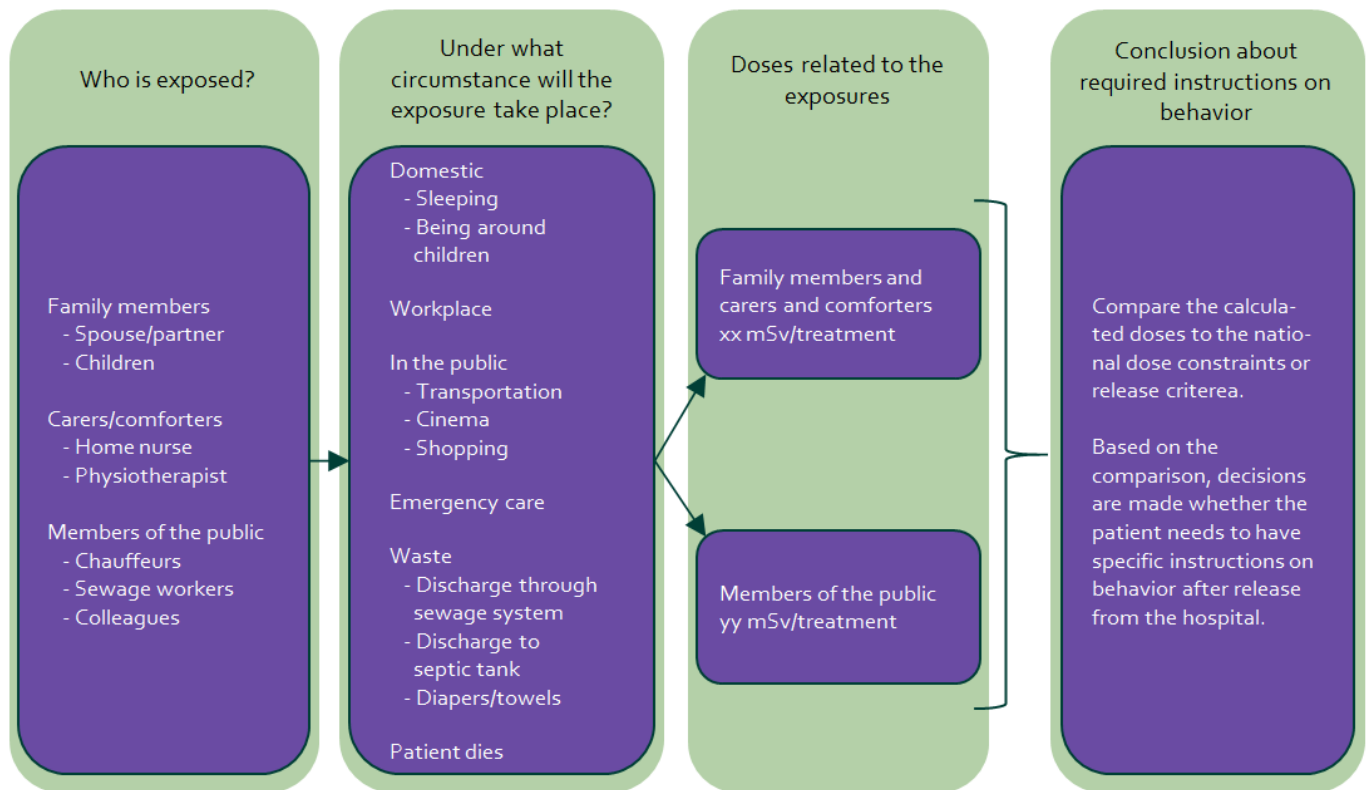 Who is exposed?
Family members
- Spouse/partner
- Children
Carers/comforters
- Home nurse
- Physiotherapist
Members of the public
- Chauffeurs
- Sewage workers
- Colleagues
Under what
circumstance will the
exposure take place?
Domestic
- Sleeping
- Being around
children
Workplace
In the public
- Transportation
- Cinema
- Shopping
Emergency care
Waste
- Discharge through
sewage system
- Discharge to
septic tank
- Diapers/towels
Patient dies
Doses related to the
exposures
Family members and
carers and comforters
xx mSv/treatment
Members of the public
yy mSv/treatment
Conclusion about
required instructions on
behavior
Compare the calcula-
ted doses to the natio-
nal dose constraints or
release criterea.
Based on the
comparison, decisions
are made whether the
patient needs to have
specific instructions on
behavior after release
from the hospital.